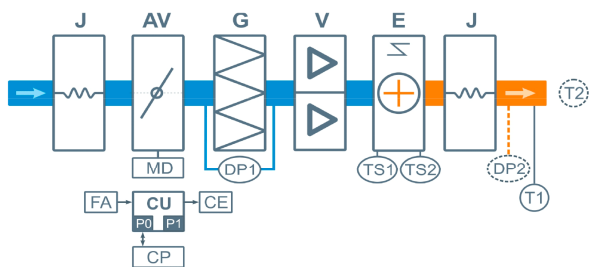 J AV G V E J
T2
MD DP1 TS1 TS2 DP2
T1
FA CU CE
P0 P1
CP